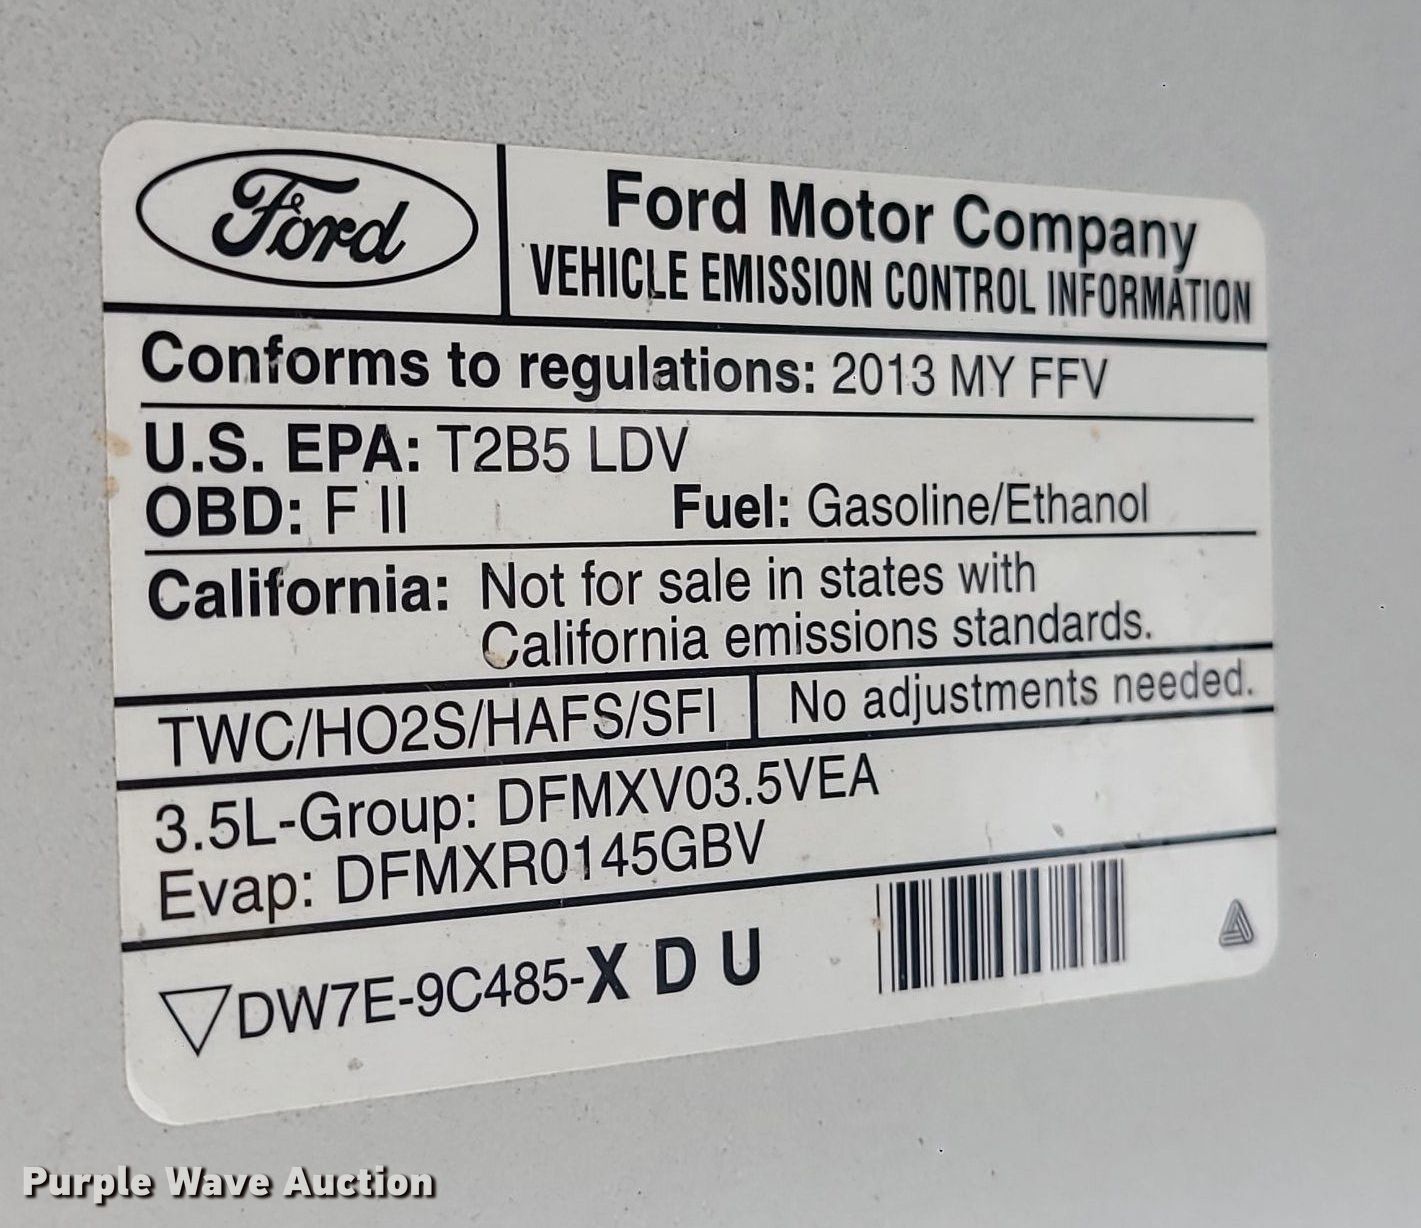 Ford
Ford Motor Company
VEHICLE EMISSION CONTROL INFORMATION
Conforms to regulations: 2013 MY FFV
U.S. EPA: T2B5 LDV
OBD: F II Fuel: Gasoline/Ethanol
California: Not for sale in states with
California emissions standards.
TWC/HO2S/HAFS/SFI No adjustments needed.
3.5L-Group: DFMXV03.5VEA
Evap: DFMXR0145GBV
DW7E-9C485-X D U
Purple Wave Auction